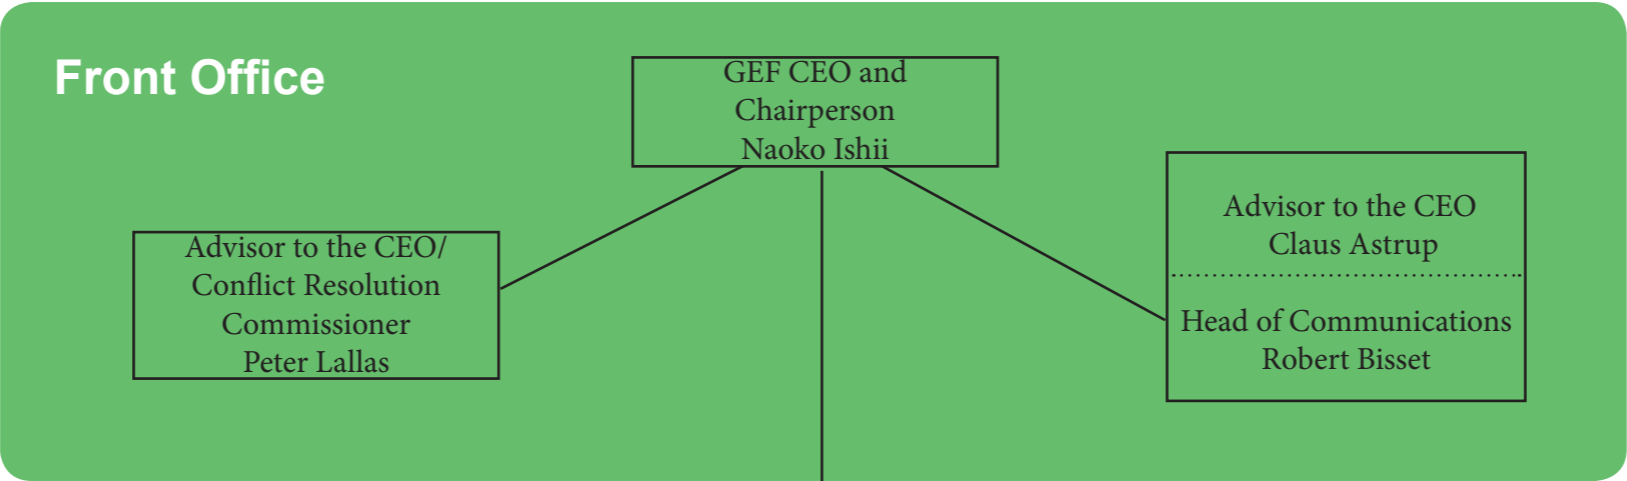 Front Office
GEF CEO and
Chairperson
Naoko Ishii
Advisor to the CEO/
Conflict Resolution
Commissioner
Peter Lallas
Advisor to the CEO
Claus Astrup
Head of Communications
Robert Bisset